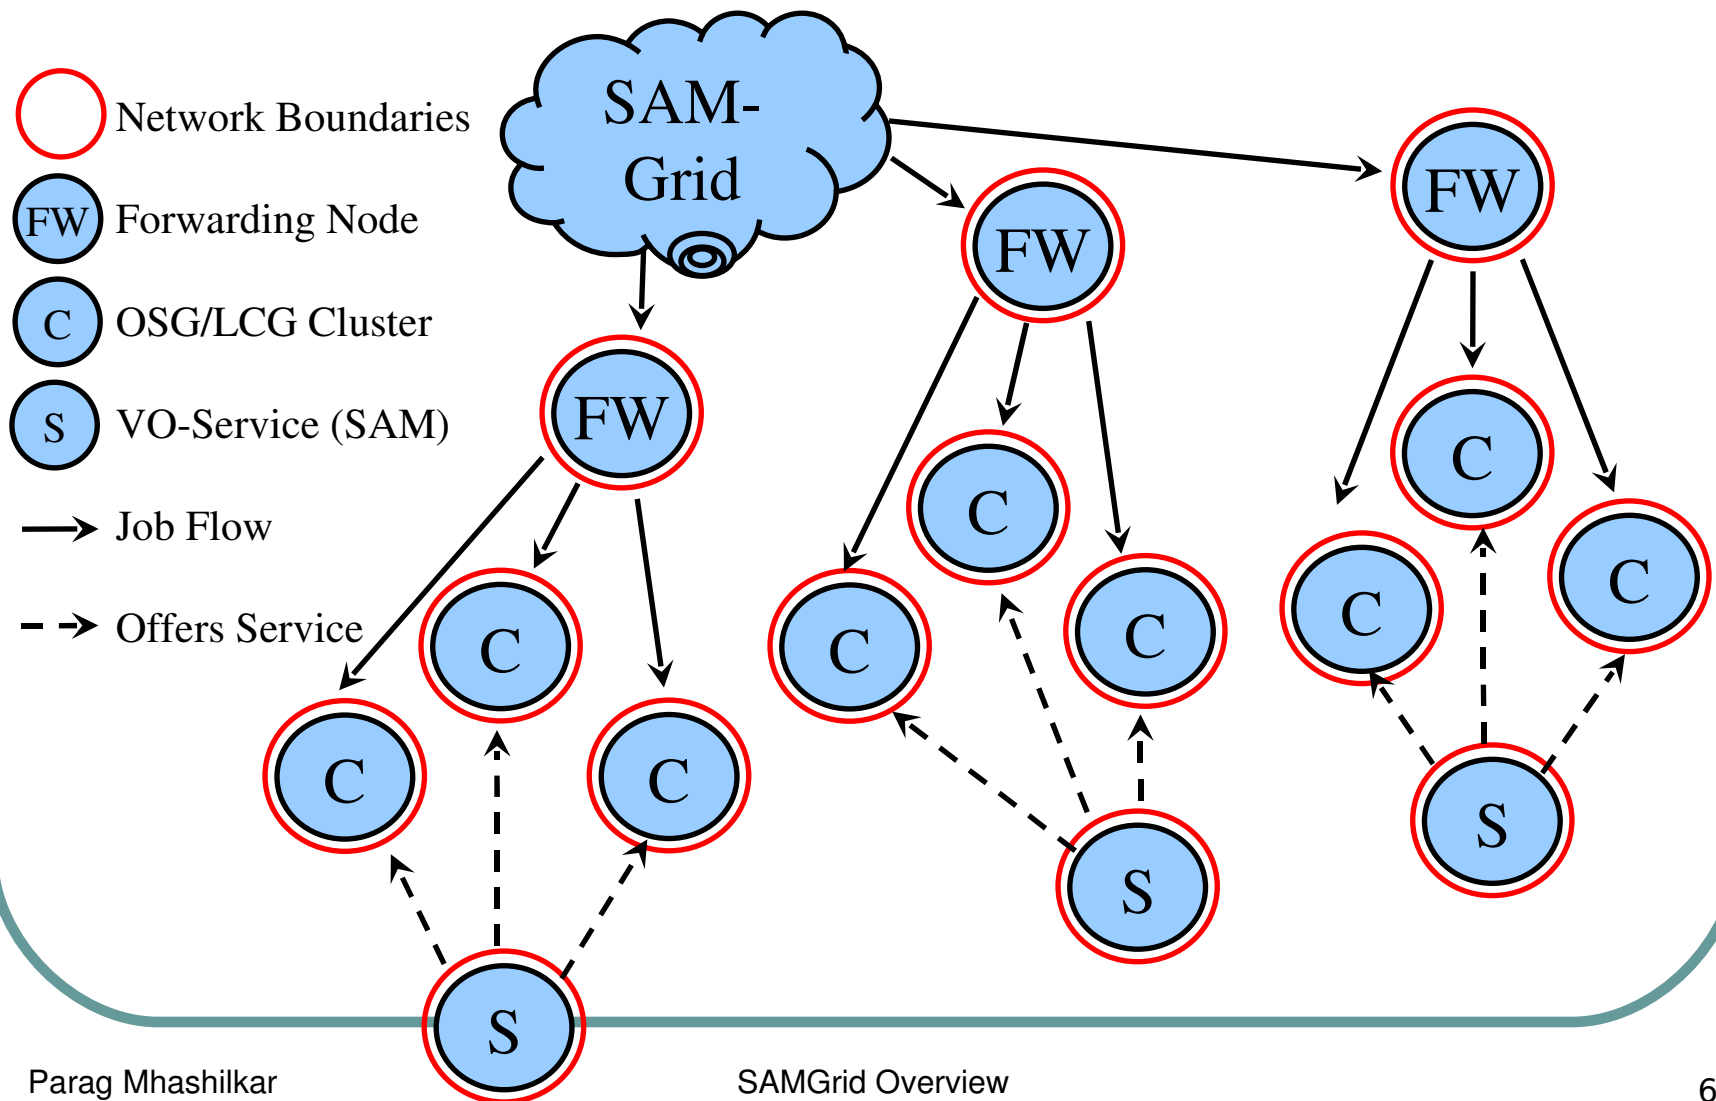 SAM-
Grid
Network Boundaries
FW Forwarding Node
C OSG/LCG Cluster
S VO-Service (SAM)
Job Flow
Offers Service
FW
FW
FW
C
C
C
C
C
C
C
C
C
S
S
S
Parag Mhashilkar
SAMGrid Overview
6